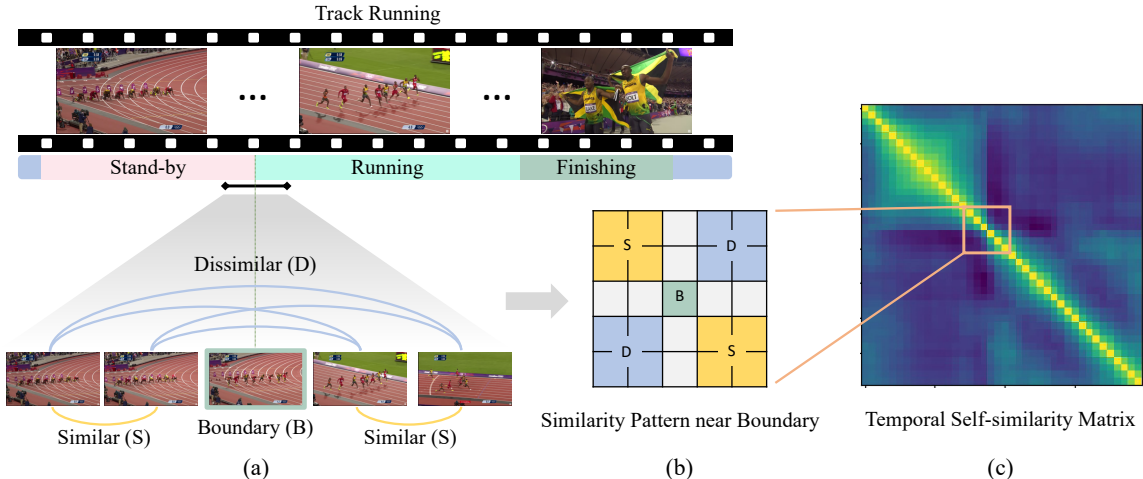 Track Running
Stand-by
Running
Finishing
Dissimilar (D)
Similar (S)
Boundary (B)
Similar (S)
(a)
S
D
B
D
S
Similarity Pattern near Boundary
(b)
Temporal Self-similarity Matrix
(c)